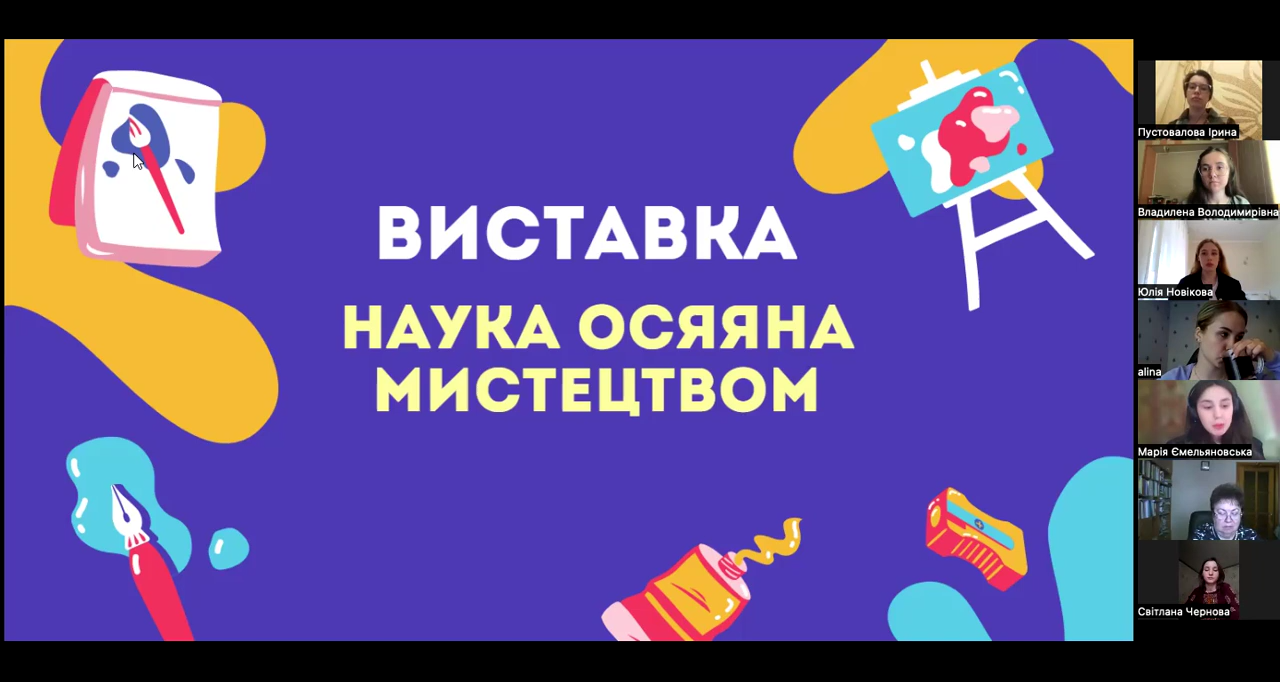 ВИСТАВКА
НАУКА ОСЯЯНА
МИСТЕЦТВОМ
Пустовалова Ірина
Владилена Володимирівна
Юлія Новікова
alina
Марія Ємельяновська
Світлана Чернова